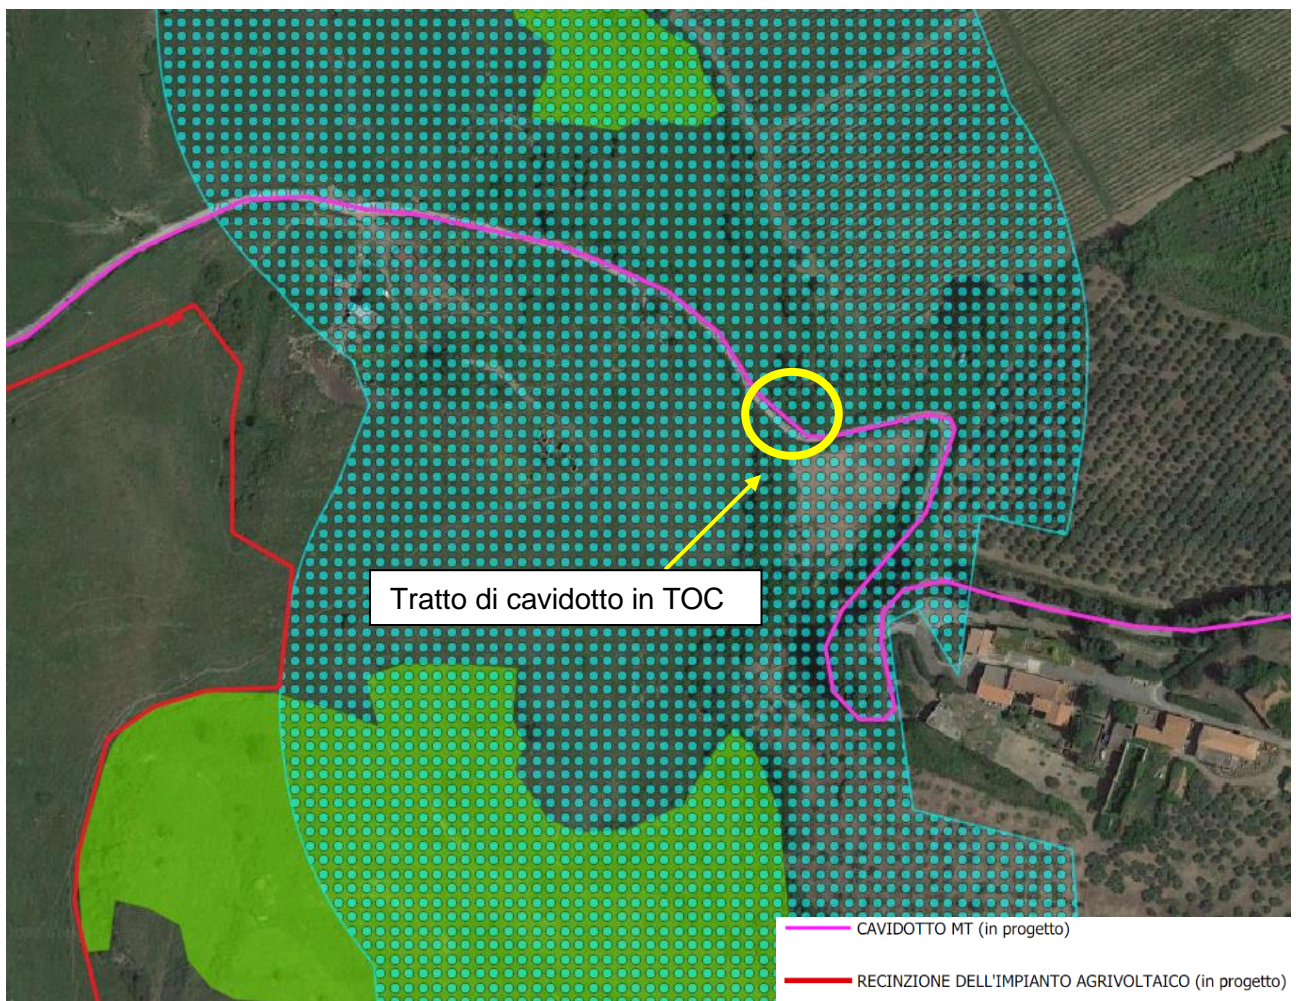 Tratto di cavidotto in TOC
CAVIDOTTO MT (in progetto)
RECINZIONE DELL'IMPIANTO AGRIVOLTAICO (in progetto)